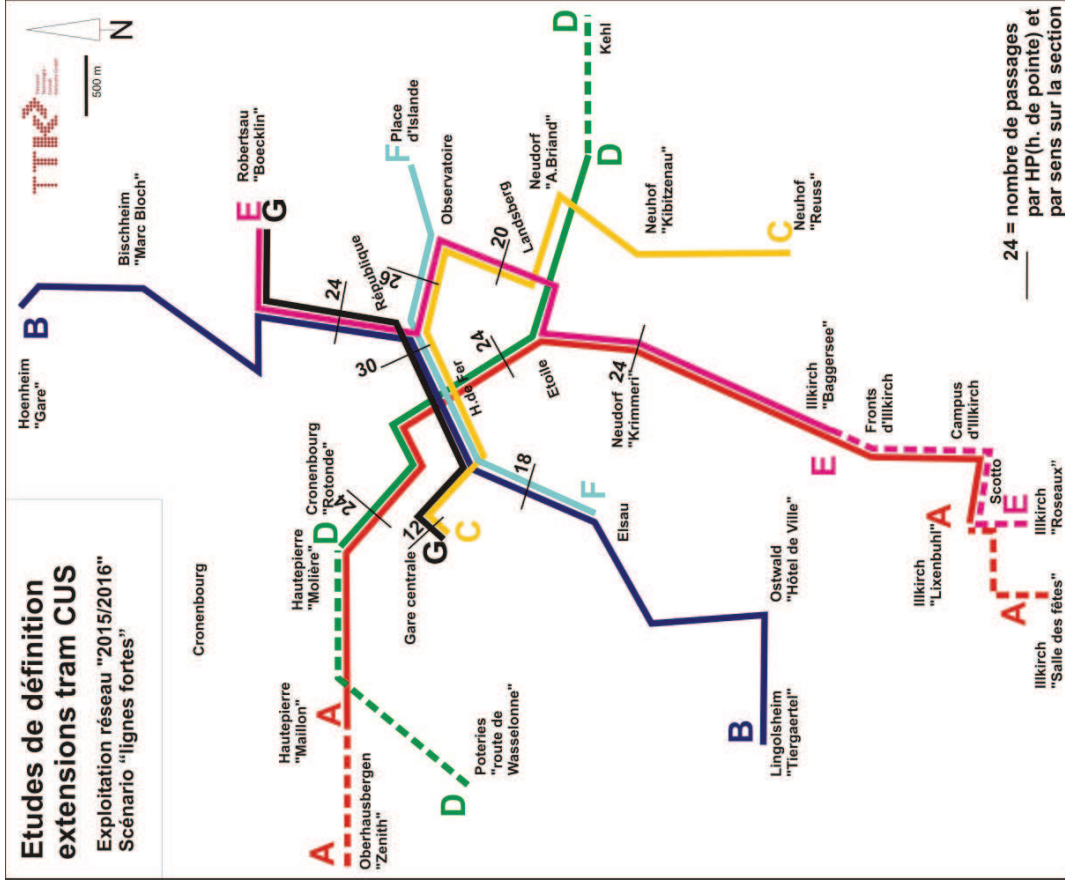 Etudes de définition
extensions tram CUS
Exploitation réseau "2015/2016"
Scénario "lignes fortes"
TTK
500 m
N
Hoenheim
"Gare"
B
Bischheim
"Marc Bloch"
Robertsau
"Boecklin"
E
G
Cronenbourg
24
République
F
Place
d'Islande
26
Observatoire
30
20
Landsberg
Neudorf
"A.Briand"
D
D
Kehl
Hautepierre
"Maillon"
Hautepierre
"Molière"
D
Cronenbourg
"Rotonde"
24
H.de Fer
24
Etoile
A
A
Oberhausbergen
"Zenith"
Poteries
"route de
Wasselonne"
D
Gare centrale
12
G
C
18
F
Elsau
Neudorf
"Krimmeri"
24
Neuhof
"Kibitzenau"
Neuhof
"Reuss"
C
Ostwald
"Hôtel de Ville"
B
Lingolsheim
"Tiergaertel"
Illkirch
"Baggersee"
E
Fronts
d'Illkirch
Campus
d'Illkirch
Scotto
A
E
Illkirch
"Lixenbuhl"
Illkirch
"Roseaux"
A
Illkirch
"Salle des fêtes"
24 = nombre de passages
par HP(h. de pointe) et
par sens sur la section